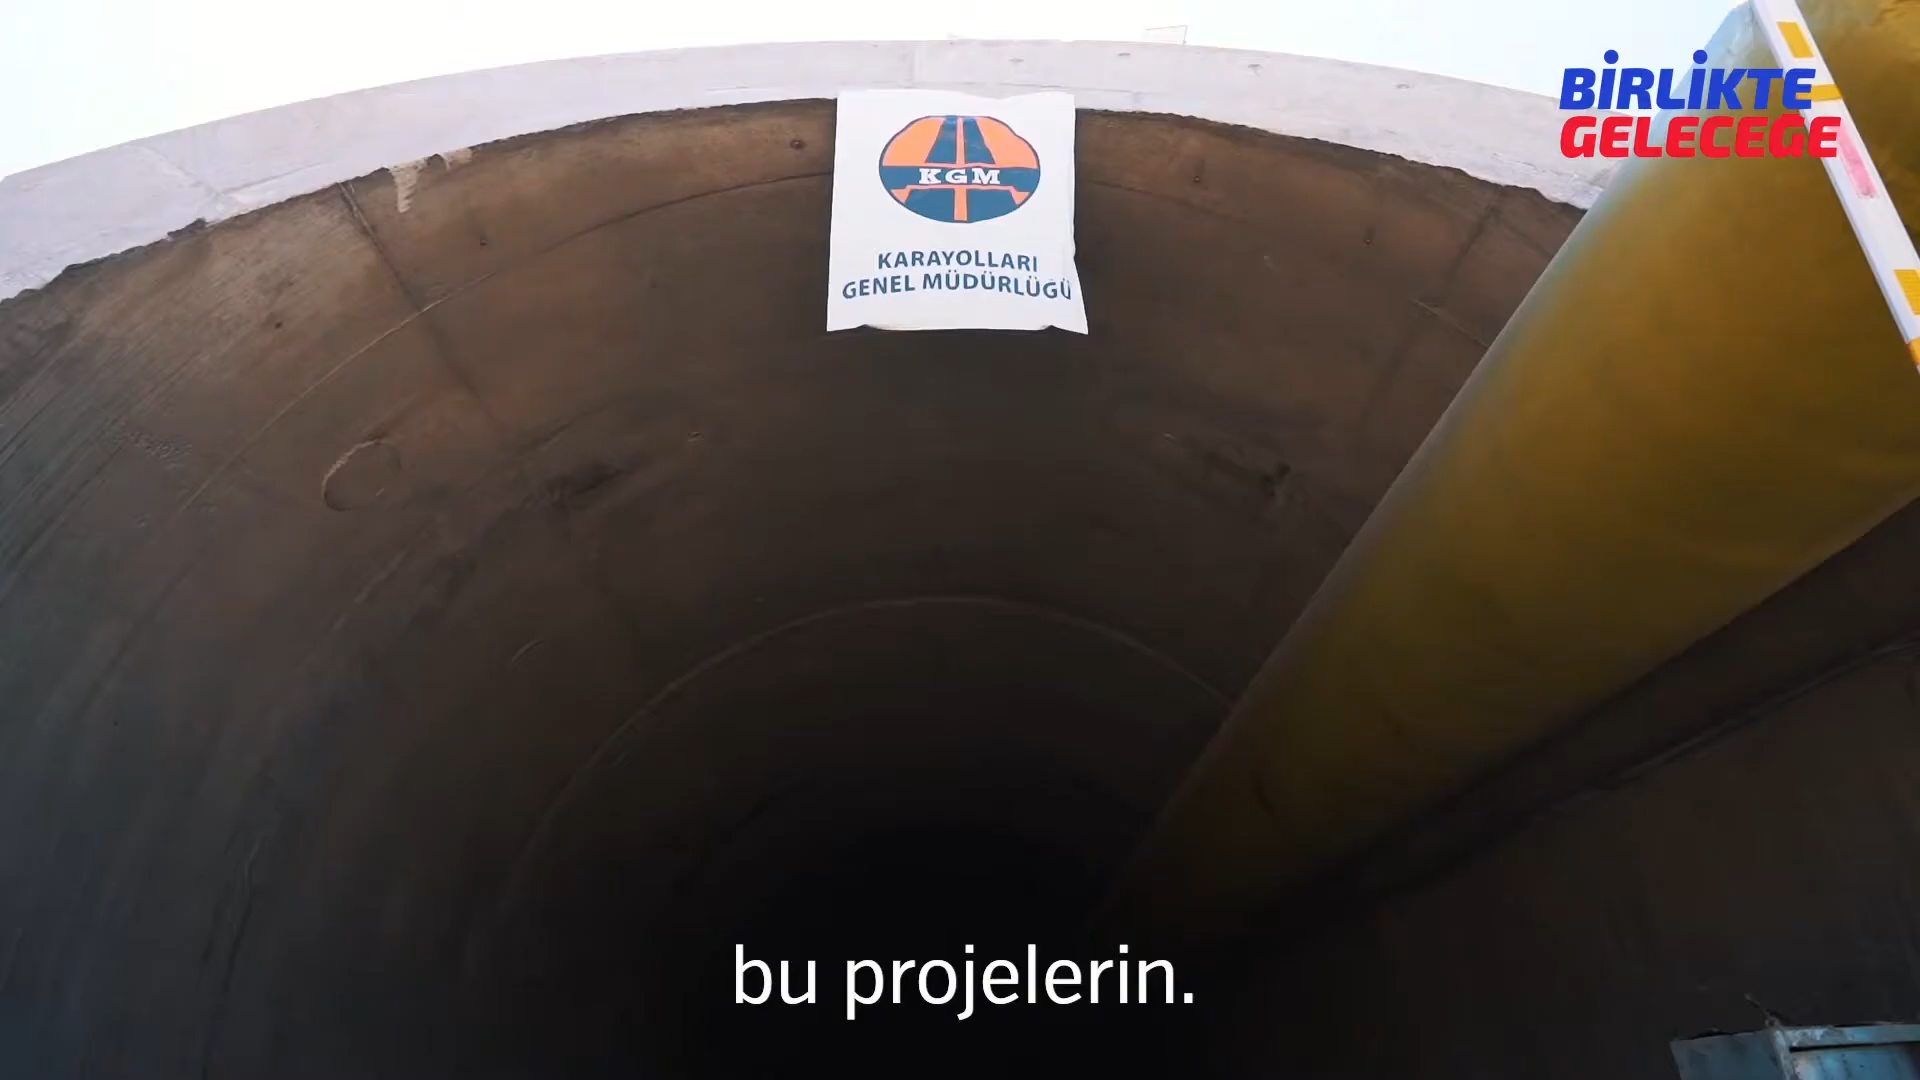 BİRLİKTE
GELECEĞE
KGM
KARAYOLLARI
GENEL MÜDÜRLÜĞÜ
bu projelerin.